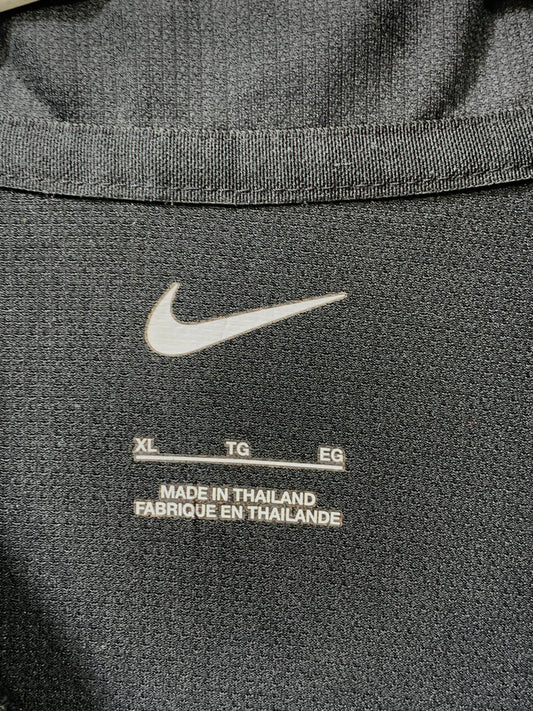 XL TG EG
MADE IN THAILAND
FABRIQUE EN THAILANDE